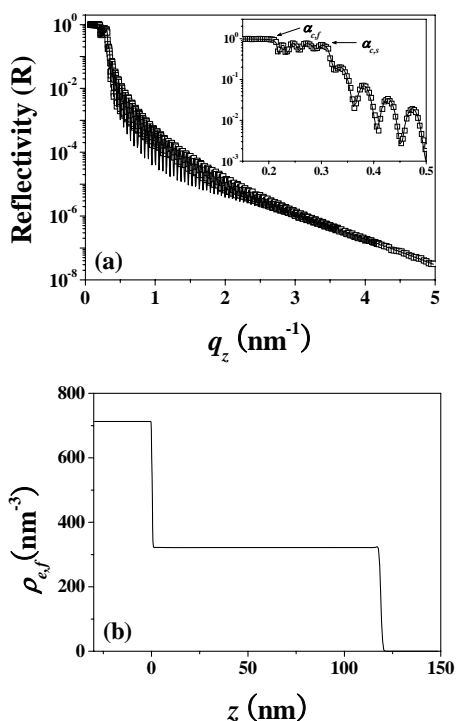 Reflectivity (R)
10⁰
10⁻²
10⁻⁴
10⁻⁶
10⁻⁸
(a)
0 1 2 3 4 5
q_z (nm⁻¹)
α_c,f
α_c,s
10⁰
10⁻¹
10⁻²
10⁻³
0.2 0.3 0.4 0.5
ρ_e,f (nm⁻³)
800
600
400
200
0
(b)
0 50 100 150
z (nm)